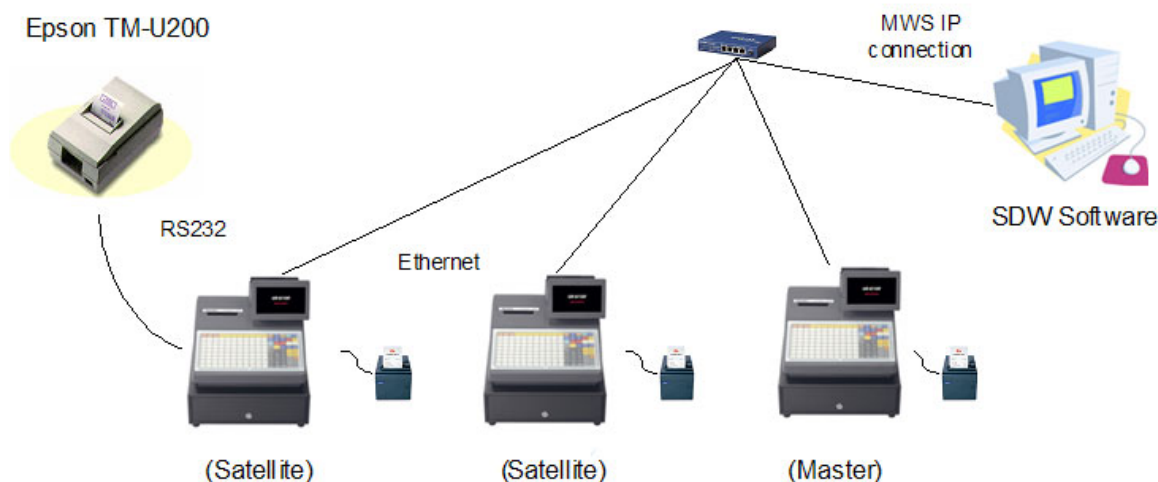 Epson TM-U200
MWS IP
connection
SDW Software
RS232
Ethernet
(Satellite)
(Satellite)
(Master)